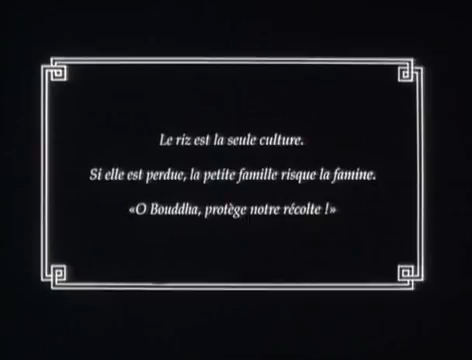 Le riz est la seule culture.
Si elle est perdue, la petite famille risque la famine.
«O Bouddha, protège notre récolte !»